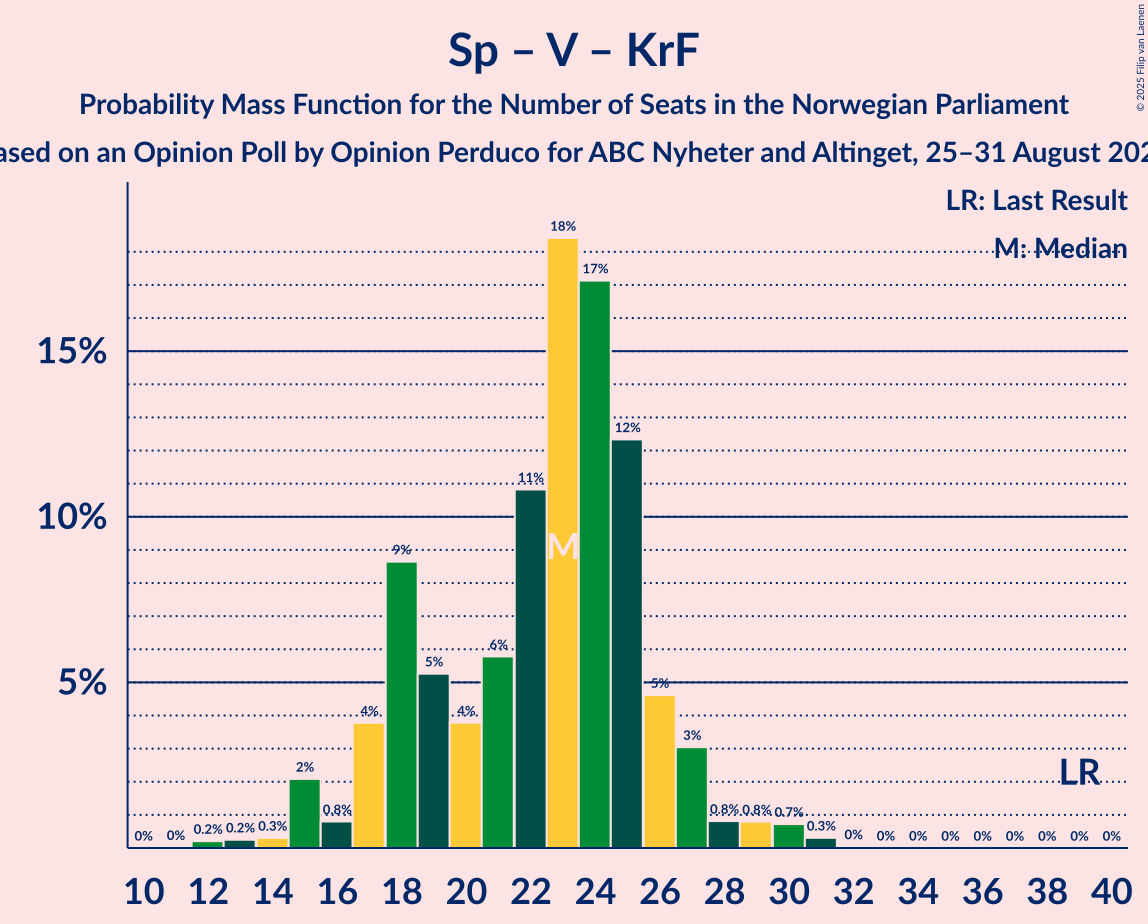 Sp – V – KrF
Probability Mass Function for the Number of Seats in the Norwegian Parliament
ased on an Opinion Poll by Opinion Perduco for ABC Nyheter and Altinget, 25–31 August 202
© 2025 Filip van Laenen
LR: Last Result
M: Median
15%
10%
5%
0% 0% 0.2% 0.2% 0.3% 2% 0.8% 4% 9% 5% 4% 6% 11% 18% 17% 12% 5% 3% 0.8% 0.8% 0.7% 0.3% 0% 0% 0% 0% 0% 0% 0% 0% 0%
M
LR
10 12 14 16 18 20 22 24 26 28 30 32 34 36 38 40